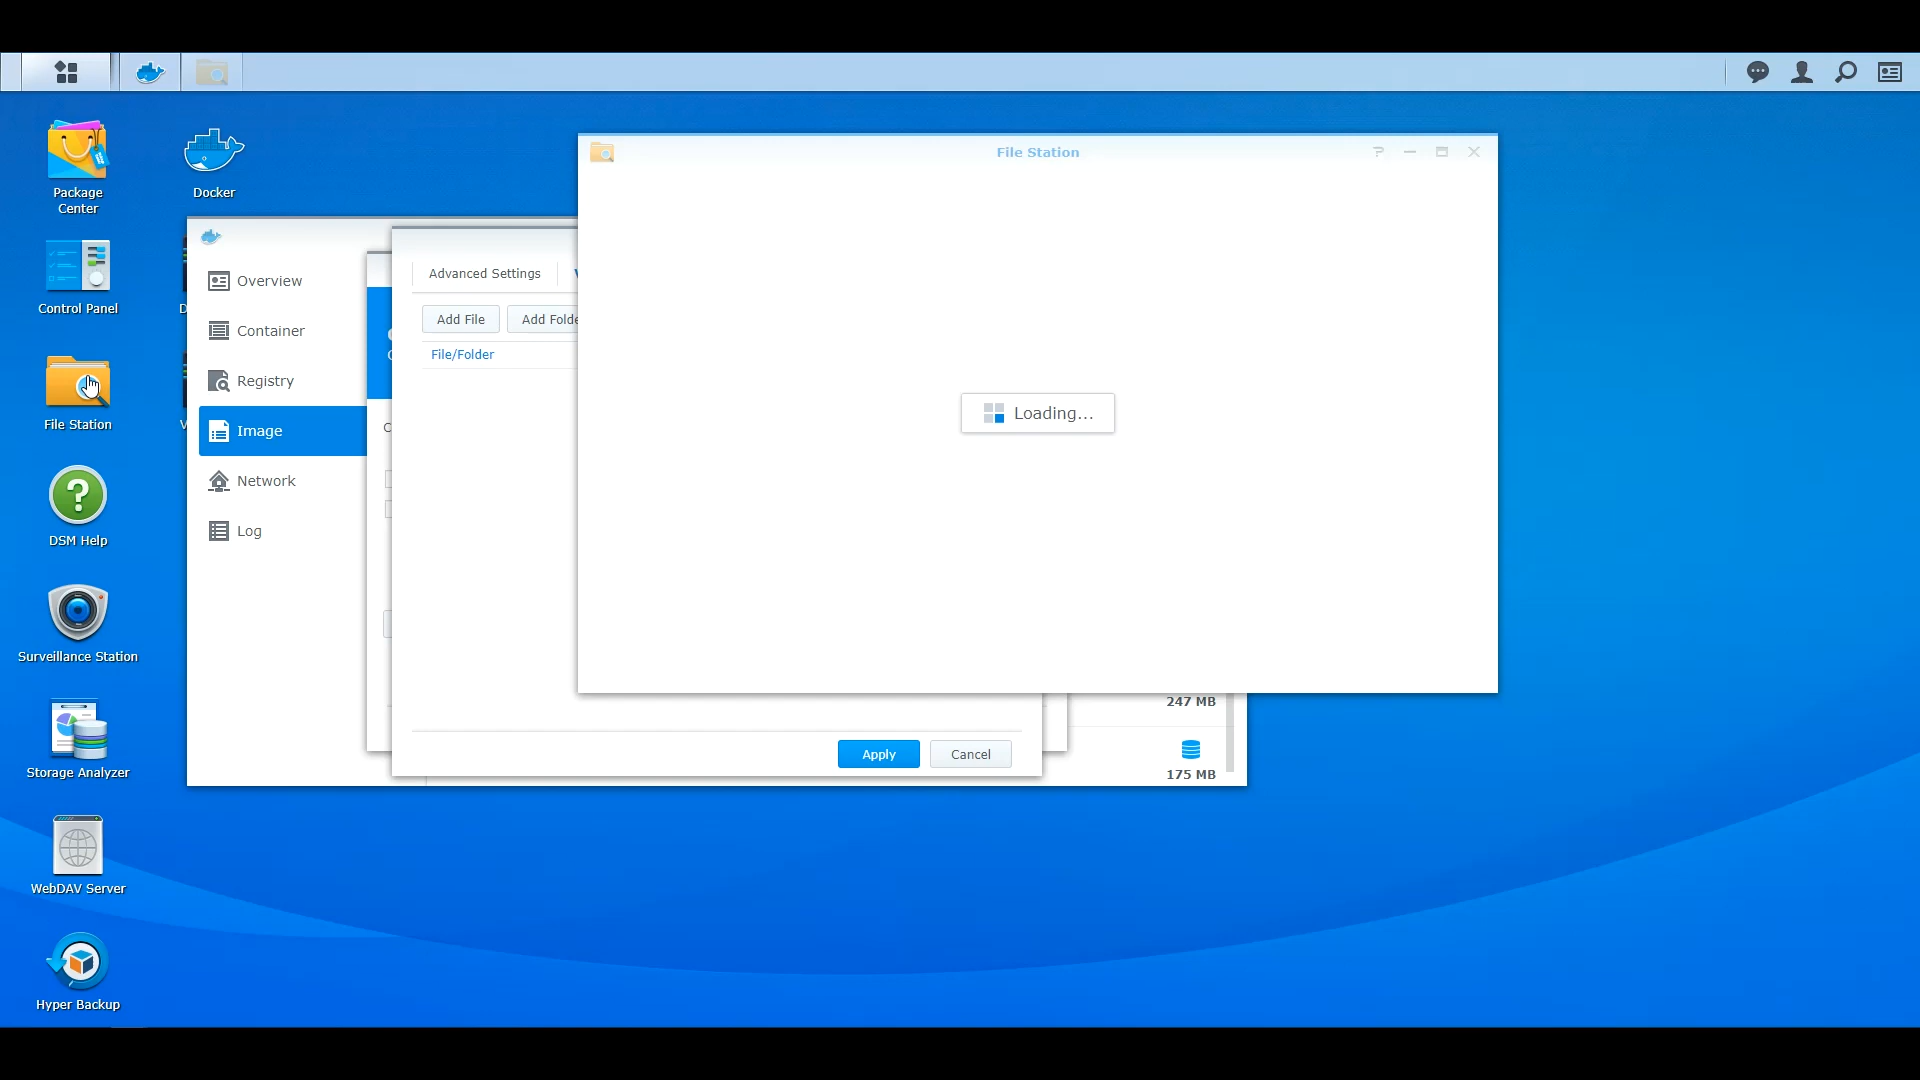 Package
Center
Docker
Control Panel
File Station
DSM Help
Surveillance Station
Storage Analyzer
WebDAV Server
Hyper Backup
Overview
Container
Registry
Image
Network
Log
Advanced Settings
Add File
Add Folde
File/Folder
File Station
Loading...
247 MB
175 MB
Apply
Cancel